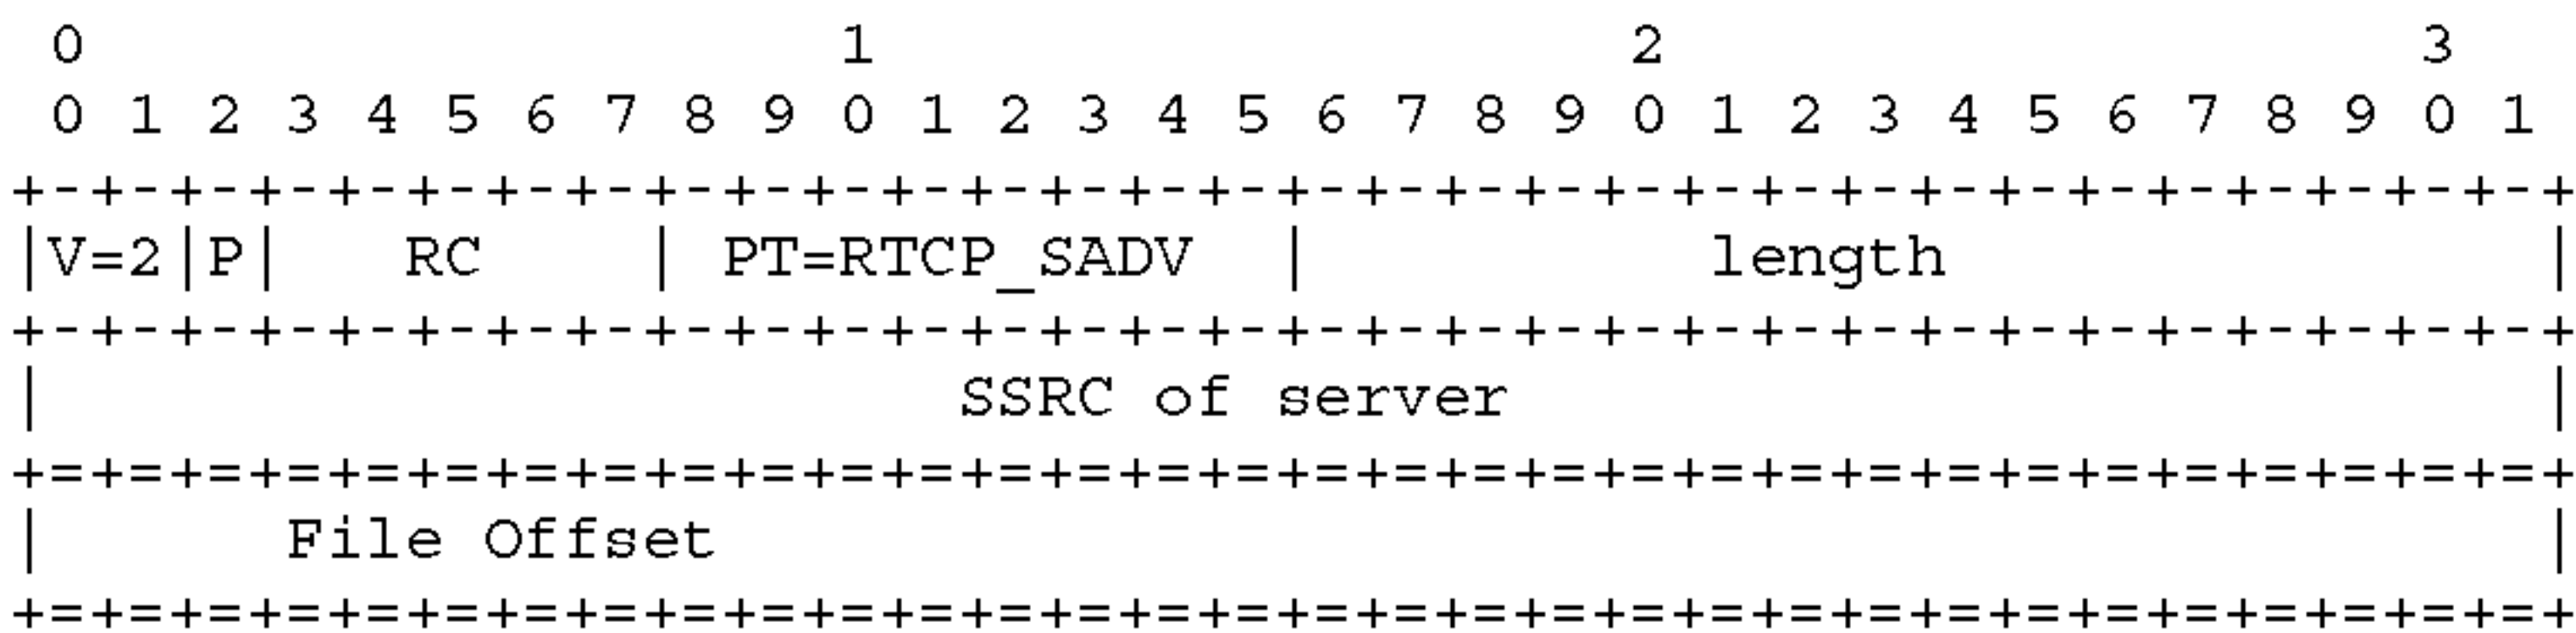 0                   1                   2                   3
 0 1 2 3 4 5 6 7 8 9 0 1 2 3 4 5 6 7 8 9 0 1 2 3 4 5 6 7 8 9 0 1
+-+-+-+-+-+-+-+-+-+-+-+-+-+-+-+-+-+-+-+-+-+-+-+-+-+-+-+-+-+-+-+-+
|V=2|P|   RC    | PT=RTCP_SADV  |          length               |
+-+-+-+-+-+-+-+-+-+-+-+-+-+-+-+-+-+-+-+-+-+-+-+-+-+-+-+-+-+-+-+-+
|                       SSRC of server                          |
+=+=+=+=+=+=+=+=+=+=+=+=+=+=+=+=+=+=+=+=+=+=+=+=+=+=+=+=+=+=+=+=+
|      File Offset                                              |
+=+=+=+=+=+=+=+=+=+=+=+=+=+=+=+=+=+=+=+=+=+=+=+=+=+=+=+=+=+=+=+=+